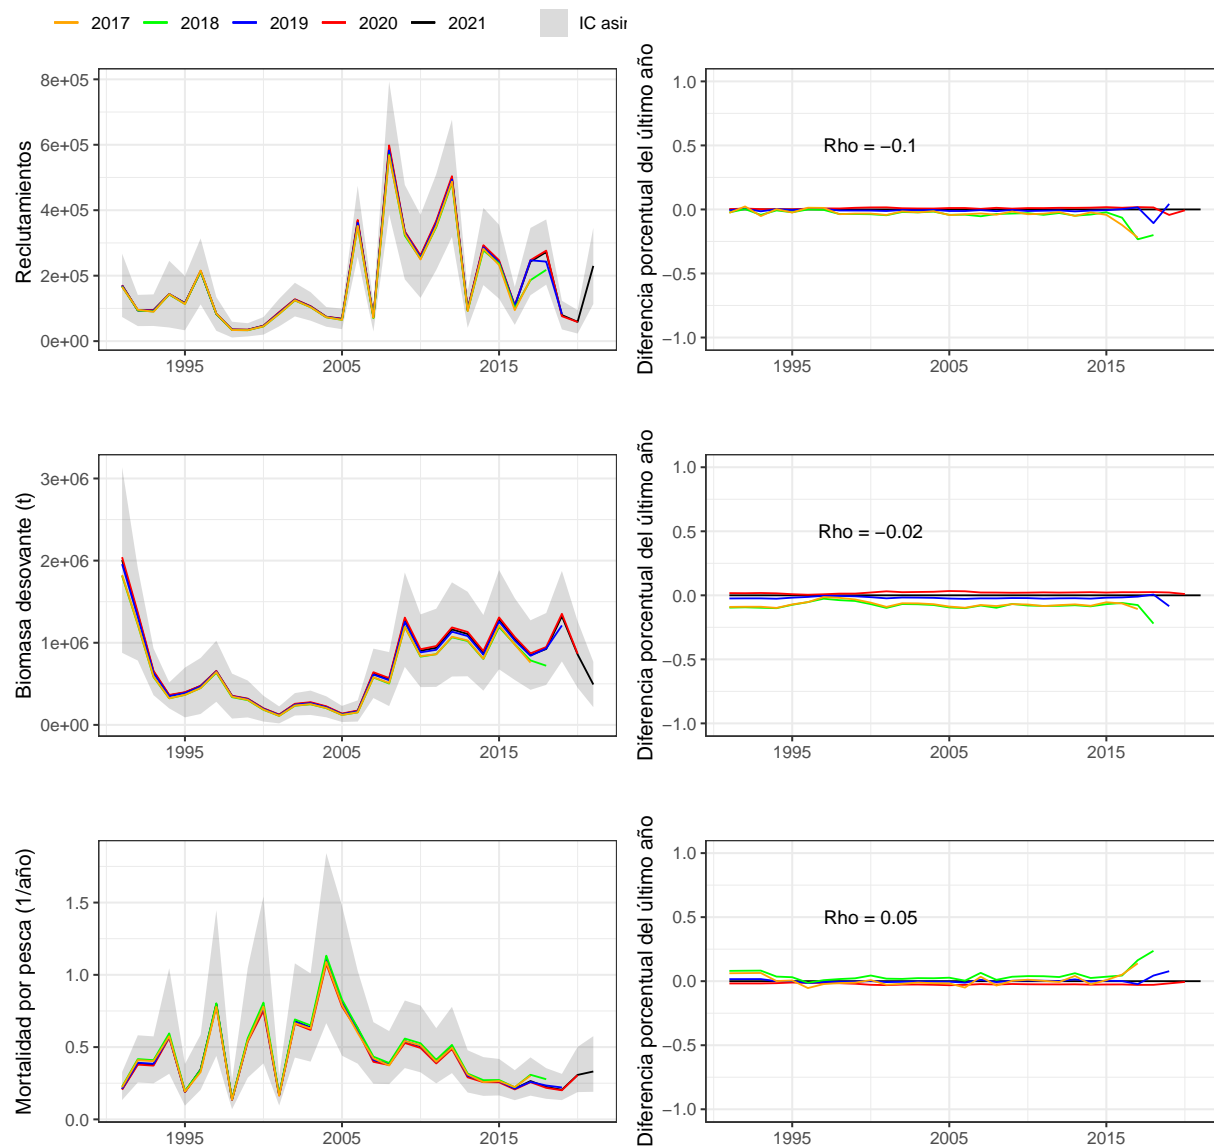 2017 2018 2019 2020 2021 IC asir
Reclutamientos
8e+05
6e+05
4e+05
2e+05
0e+00
1995 2005 2015
Diferencia porcentual del último año
1.0
0.5
0.0
−0.5
−1.0
Rho = −0.1
1995 2005 2015
Biomasa desovante (t)
3e+06
2e+06
1e+06
0e+00
1995 2005 2015
Diferencia porcentual del último año
1.0
0.5
0.0
−0.5
−1.0
Rho = −0.02
1995 2005 2015
Mortalidad por pesca (1/año)
1.5
1.0
0.5
0.0
1995 2005 2015
Diferencia porcentual del último año
1.0
0.5
0.0
−0.5
−1.0
Rho = 0.05
1995 2005 2015